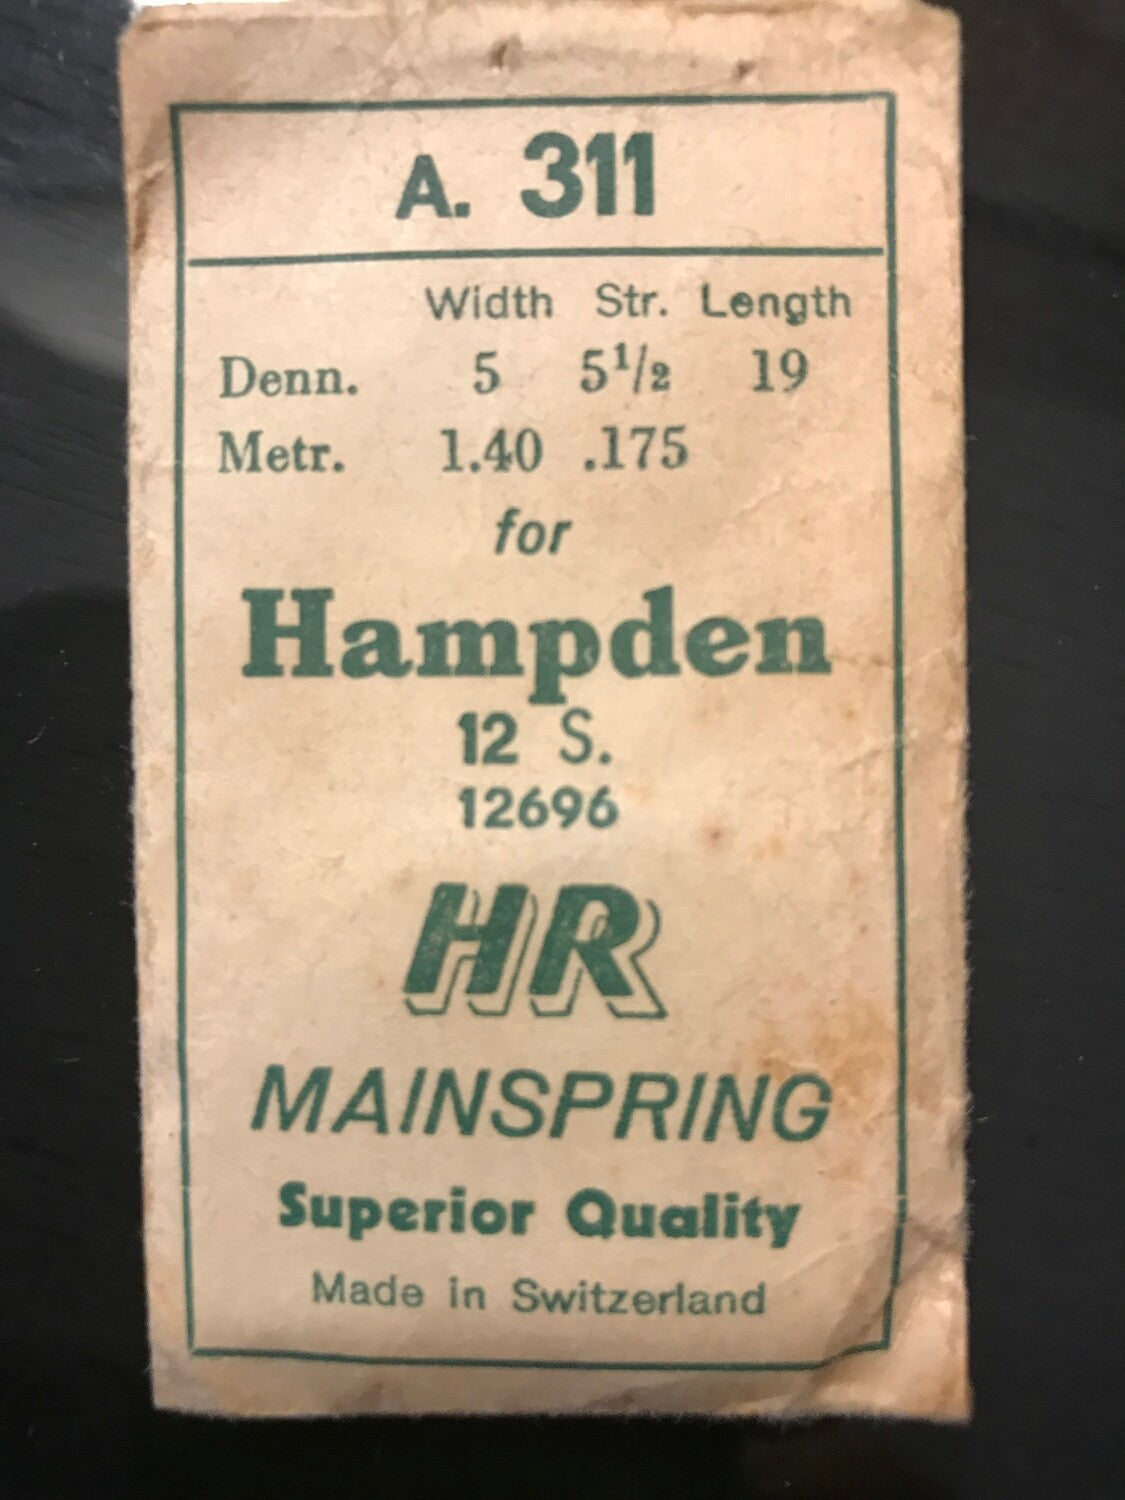 A. 311
Width Str. Length
Denn. 5 5 1/2 19
Metr. 1.40 .175
for
Hampden
12 S.
12696
HR
MAINSPRING
Superior Quality
Made in Switzerland